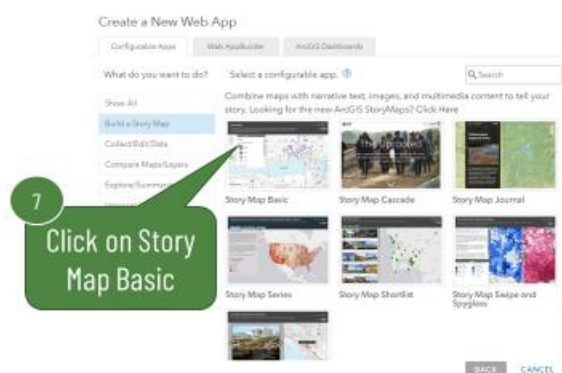 Create a New Web App
Configurable Apps
Web AppBuilder
ArcGIS Dashboards
What do you want to do?
Select a configurable app.
Search
Show All
Build a Story Map
Collect/Edit Data
Compare Maps/Layers
Explore/Summar
Combine maps with narrative text, images, and multimedia content to tell your
story. Looking for the new ArcGIS StoryMaps? Click Here
The Uprooted
Story Map Basic
Story Map Cascade
Story Map Journal
7
Click on Story
Map Basic
Story Map Series
Story Map Shortlist
Story Map Swipe and
Spyglass
BACK
CANCEL